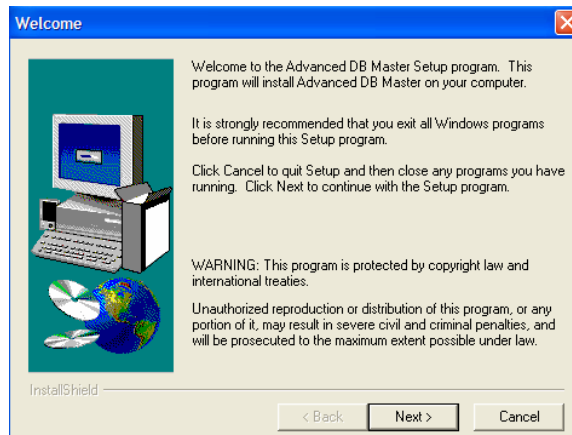 Welcome
Welcome to the Advanced DB Master Setup program. This
program will install Advanced DB Master on your computer.
It is strongly recommended that you exit all Windows programs
before running this Setup program.
Click Cancel to quit Setup and then close any programs you have
running. Click Next to continue with the Setup program.
WARNING: This program is protected by copyright law and
international treaties.
Unauthorized reproduction or distribution of this program, or any
portion of it, may result in severe civil and criminal penalties, and
will be prosecuted to the maximum extent possible under law.
InstallShield
< Back Next > Cancel